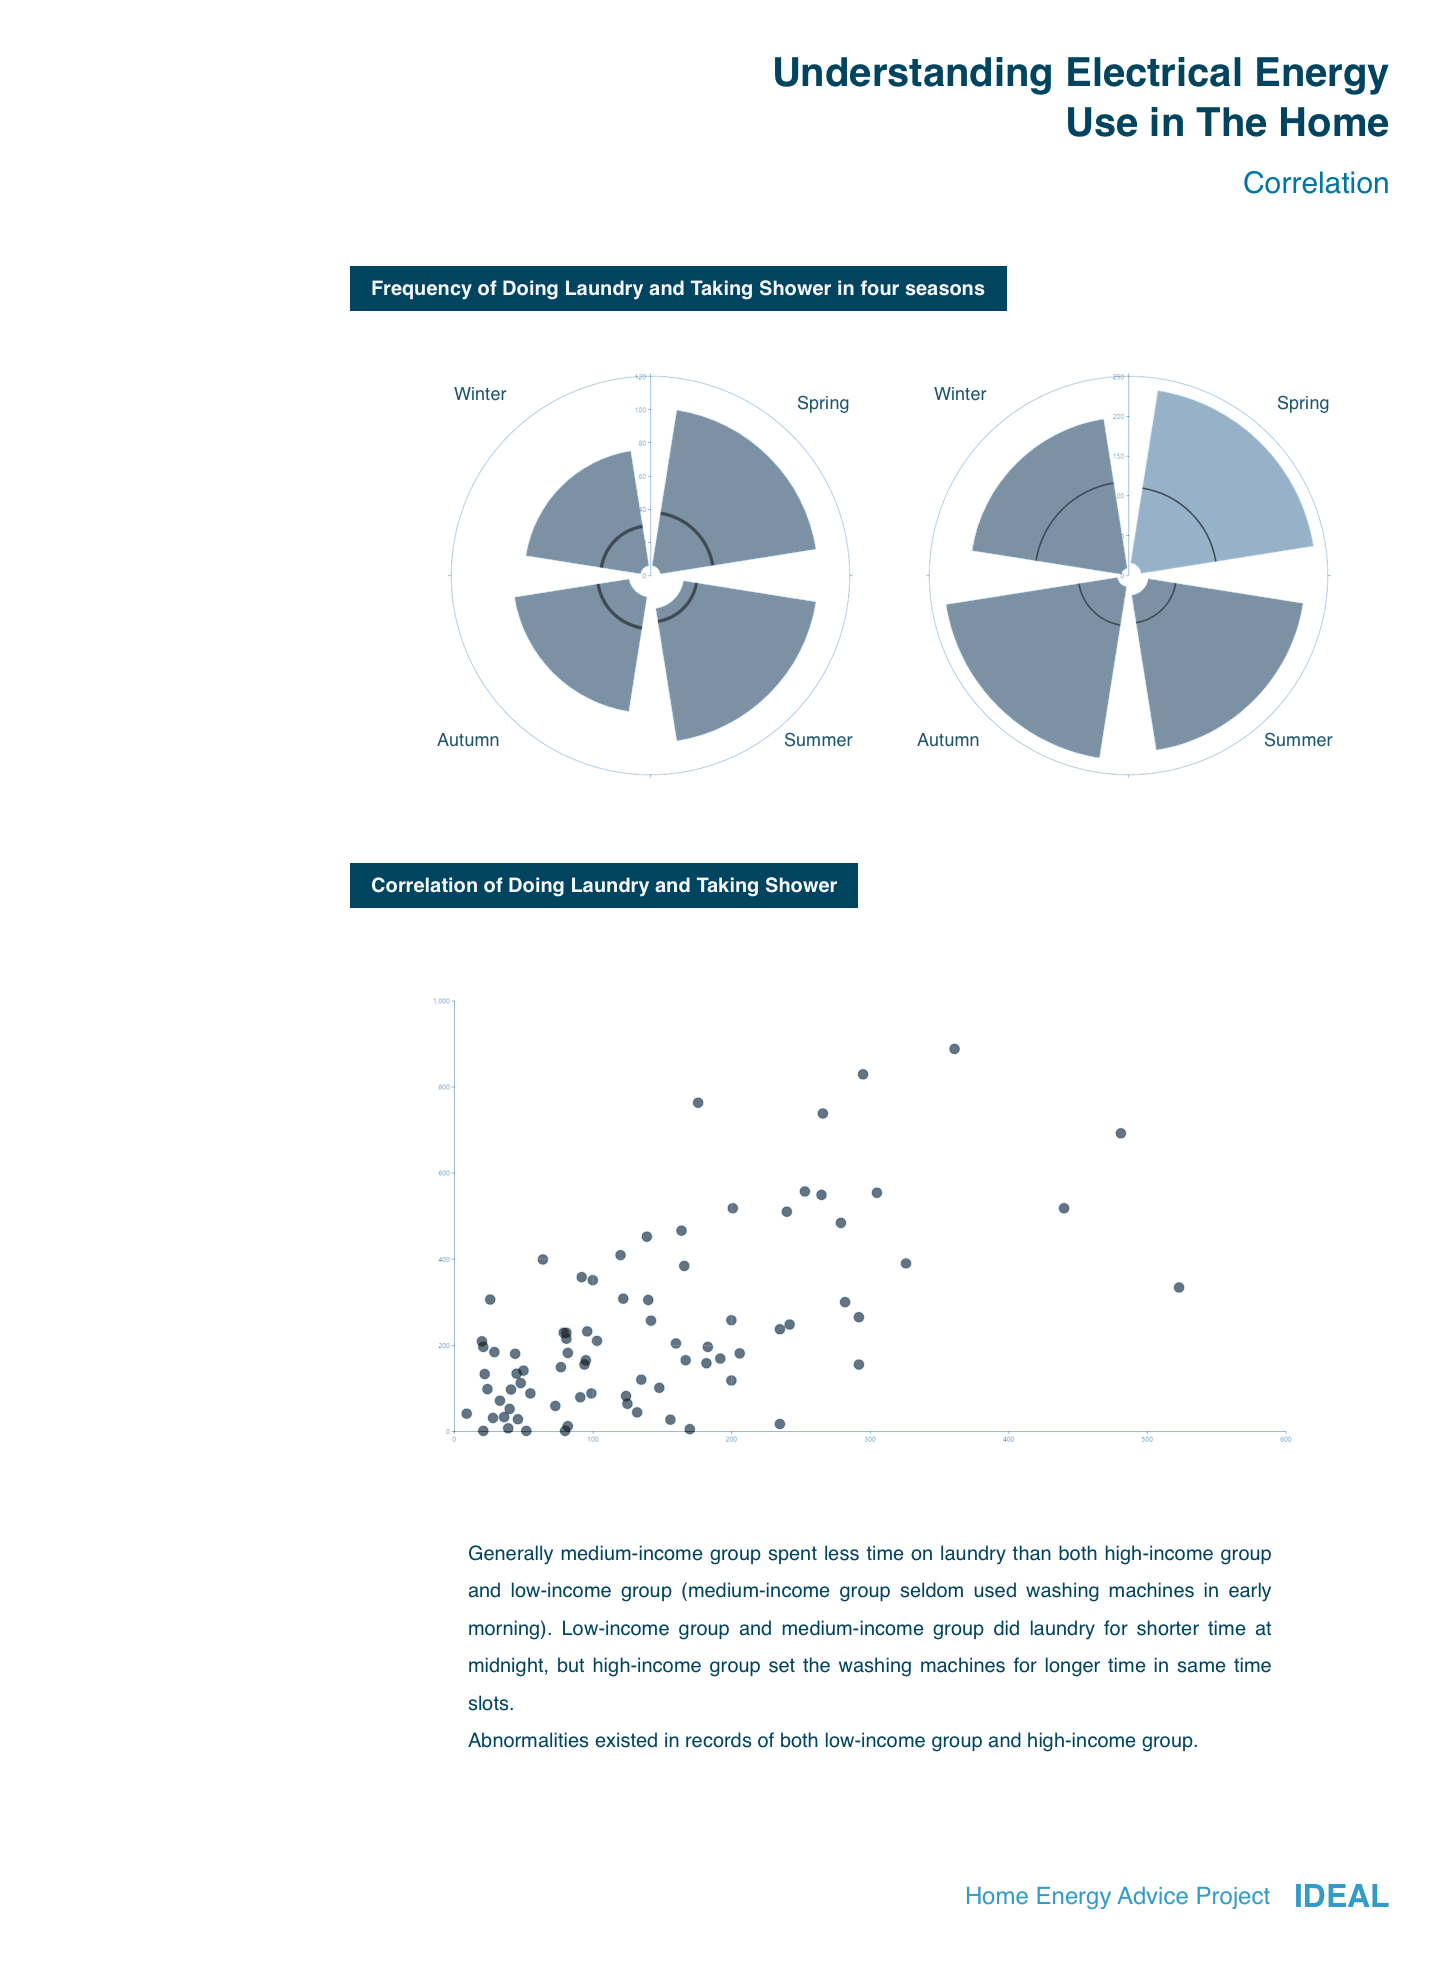 Understanding Electrical Energy
Use in The Home
Correlation
Frequency of Doing Laundry and Taking Shower in four seasons
Winter
Spring
120
100
80
60
40
0
Autumn
Summer
Winter
Spring
250
200
150
0
Autumn
Summer
Correlation of Doing Laundry and Taking Shower
1,000
800
600
400
200
0
0 100 200 300 400 500 600
Generally medium-income group spent less time on laundry than both high-income group
and low-income group (medium-income group seldom used washing machines in early
morning). Low-income group and medium-income group did laundry for shorter time at
midnight, but high-income group set the washing machines for longer time in same time
slots.
Abnormalities existed in records of both low-income group and high-income group.
Home Energy Advice Project IDEAL